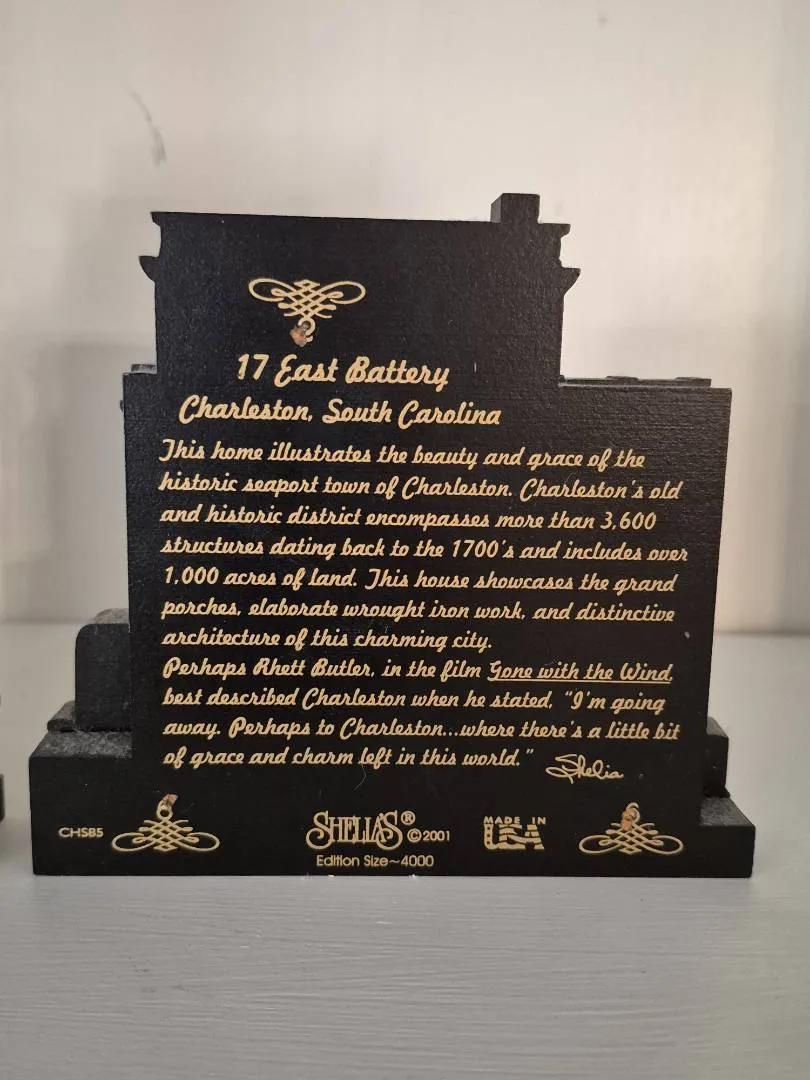 17 East Battery
Charleston, South Carolina
This home illustrates the beauty and grace of the
historic seaport town of Charleston. Charleston's old
and historic district encompasses more than 3,600
structures dating back to the 1700's and includes over
1,000 acres of land. This house showcases the grand
porches, elaborate wrought iron work, and distinctive
architecture of this charming city.
Perhaps Rhett Butler, in the film Gone with the Wind,
best described Charleston when he stated, "I'm going
away. Perhaps to Charleston...where there's a little bit
of grace and charm left in this world."
Shelia
CHS85
SHELIA'S® ©2001
MADE IN
USA
Edition Size~4000